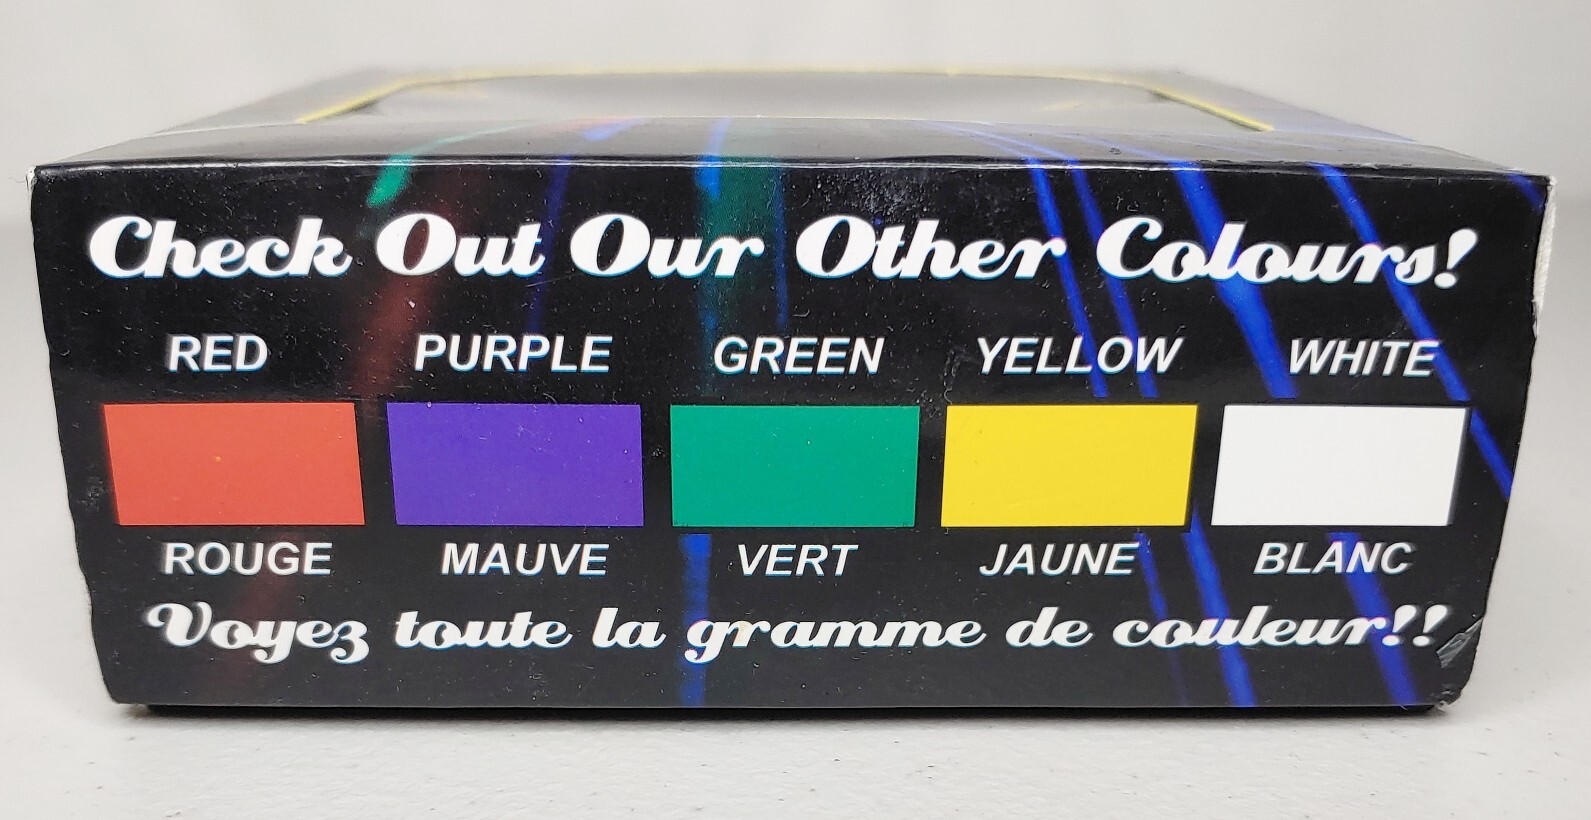 Check Out Our Other Colours!
RED PURPLE GREEN YELLOW WHITE
ROUGE MAUVE VERT JAUNE BLANC
Voyez toute la gramme de couleur!!